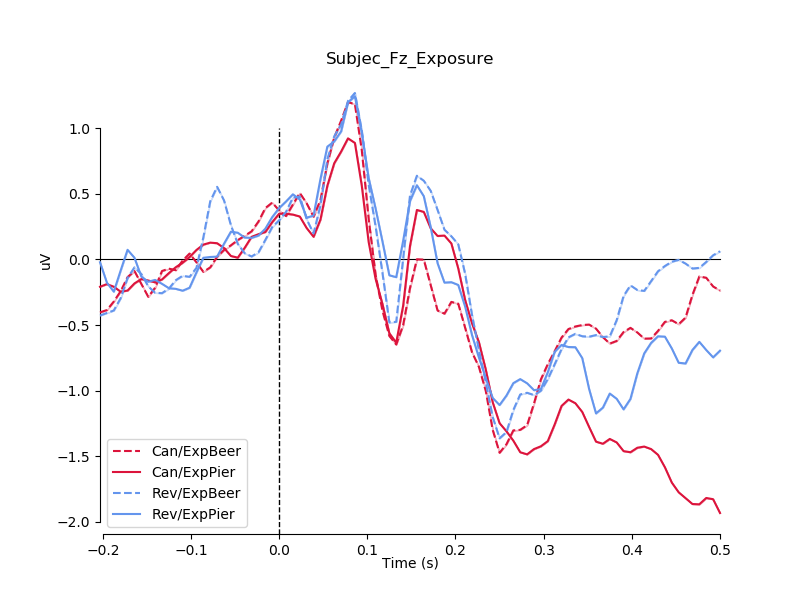 Subjec_Fz_Exposure
uV
1.0
0.5
0.0
−0.5
−1.0
−1.5
−2.0
Can/ExpBeer
Can/ExpPier
Rev/ExpBeer
Rev/ExpPier
−0.2 −0.1 0.0 0.1 0.2 0.3 0.4 0.5
Time (s)